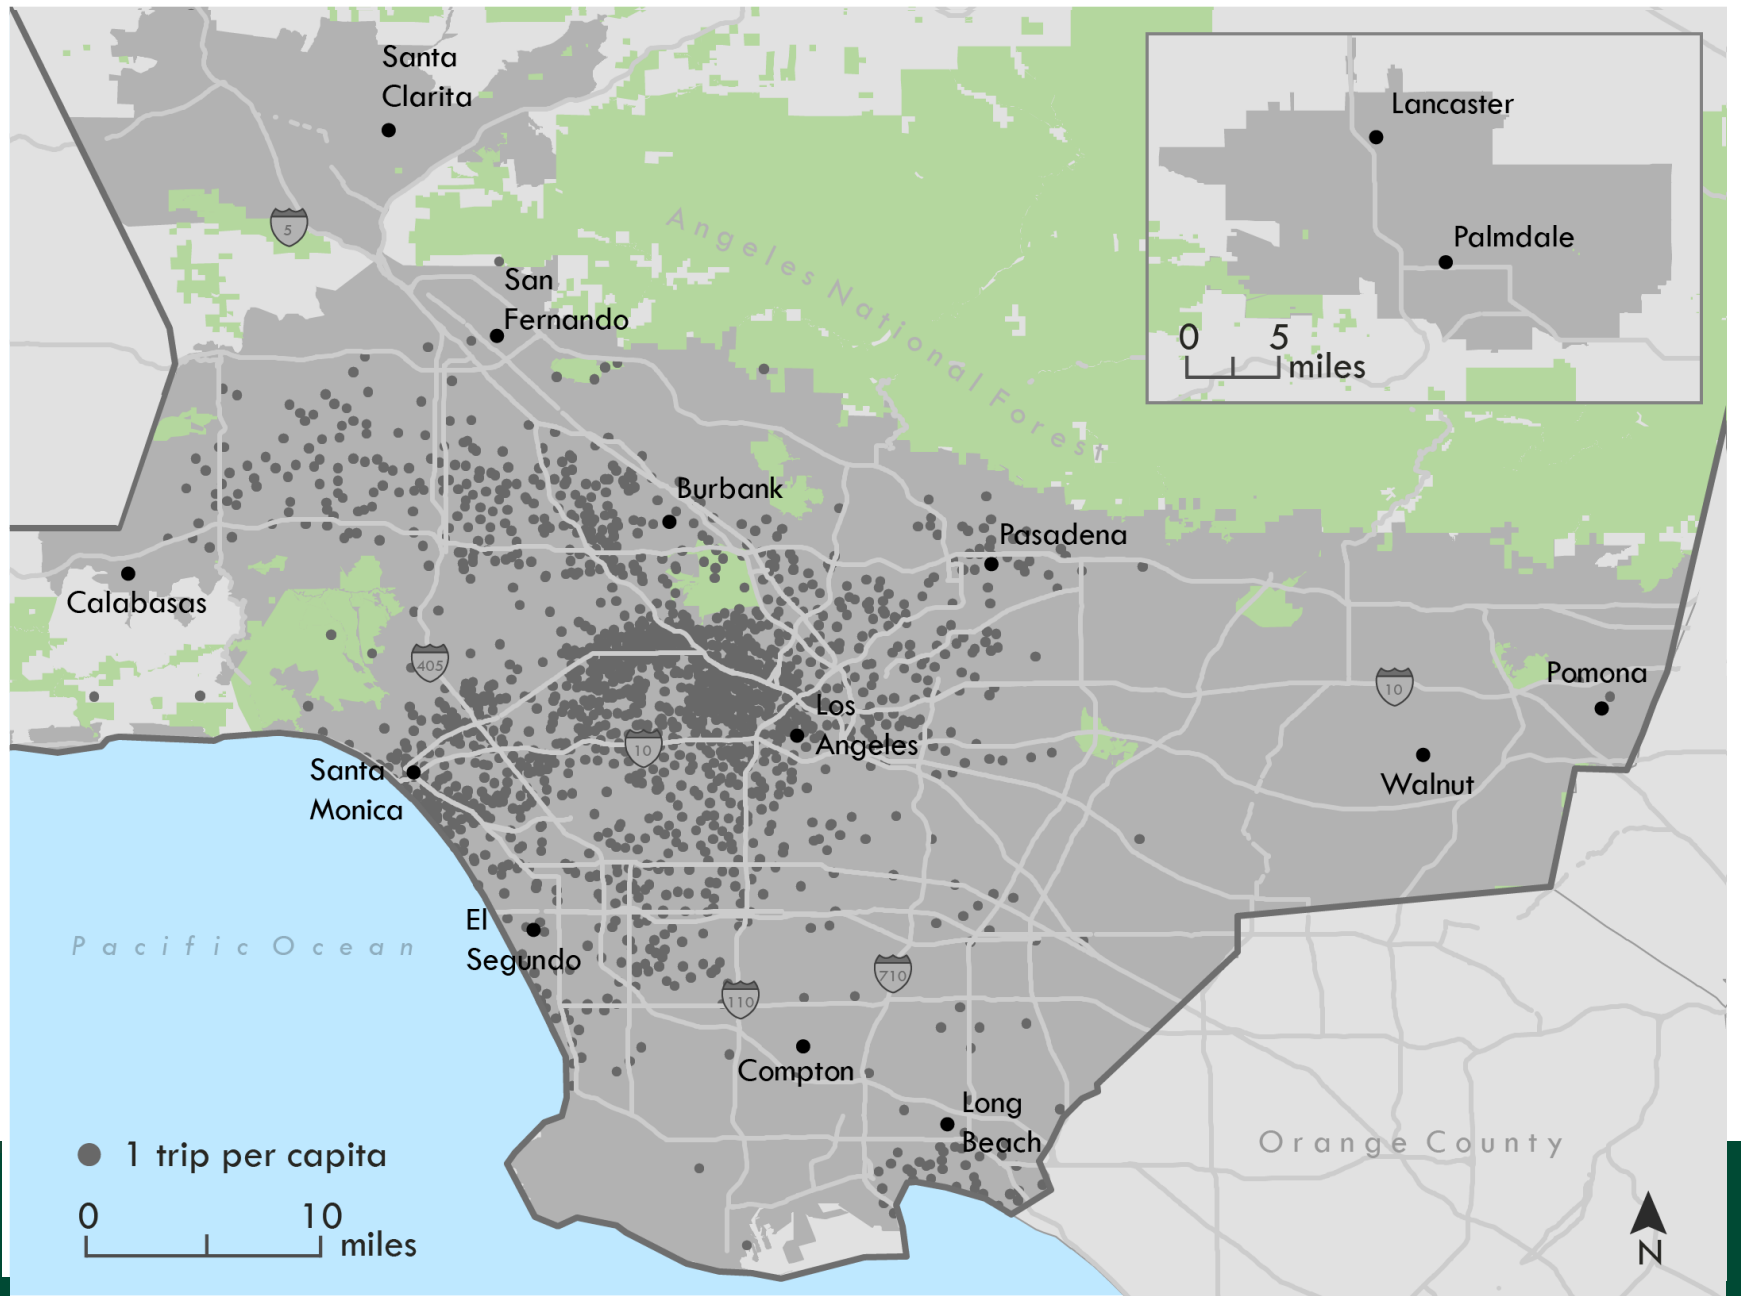 Santa
Clarita
Lancaster
Palmdale
0 5
miles
5
Angeles National Forest
San
Fernando
Burbank
Pasadena
Calabasas
405
10
Pomona
Los
Angeles
10
Walnut
Santa
Monica
El
Segundo
Pacific Ocean
710
110
Compton
Long
Beach
Orange County
1 trip per capita
0 10
miles
N